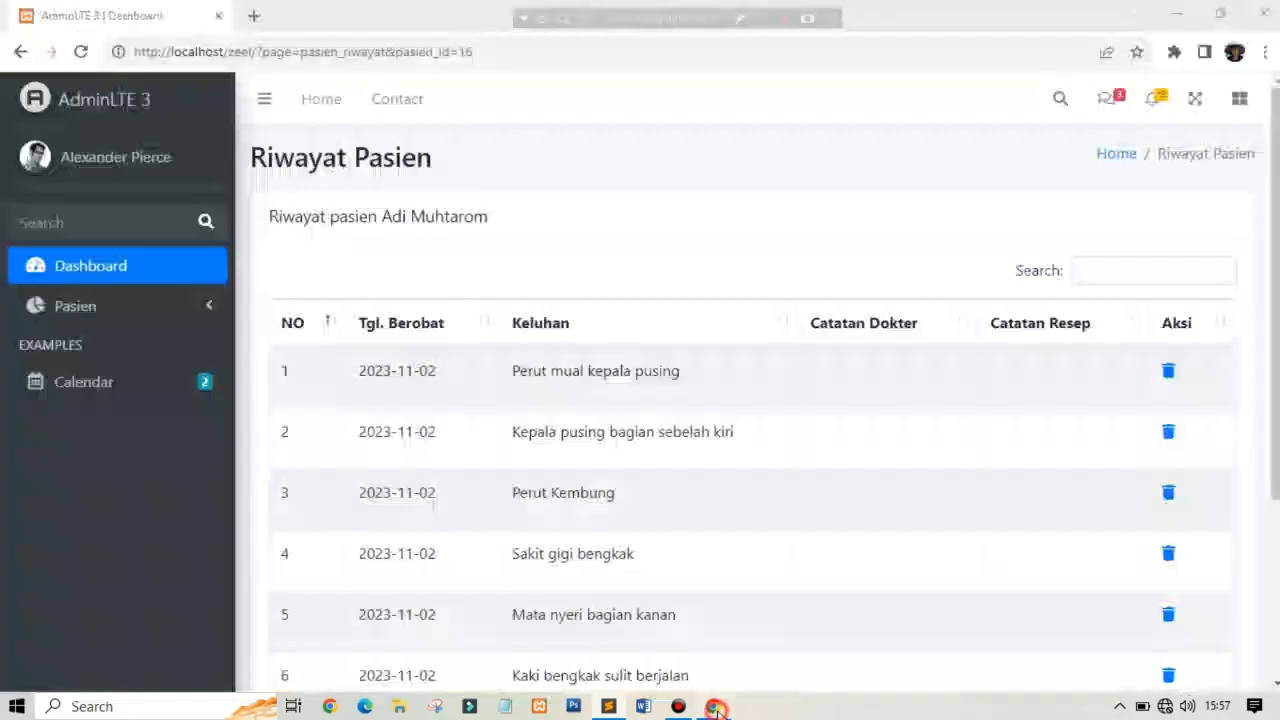 AdminLTE 3 | Dashboard
http://localhost/zeel/?page=pasien_riwayat&pasien_id=16
AdminLTE 3
Home Contact
3
Alexander Pierce
Riwayat Pasien
Home / Riwayat Pasien
Search
Riwayat pasien Adi Muhtarom
Dashboard
Search:
Pasien
NO Tgl. Berobat Keluhan Catatan Dokter Catatan Resep Aksi
EXAMPLES
1 2023-11-02 Perut mual kepala pusing
Calendar 2
2 2023-11-02 Kepala pusing bagian sebelah kiri
3 2023-11-02 Perut Kembung
4 2023-11-02 Sakit gigi bengkak
5 2023-11-02 Mata nyeri bagian kanan
6 2023-11-02 Kaki bengkak sulit berjalan
Search
15:57